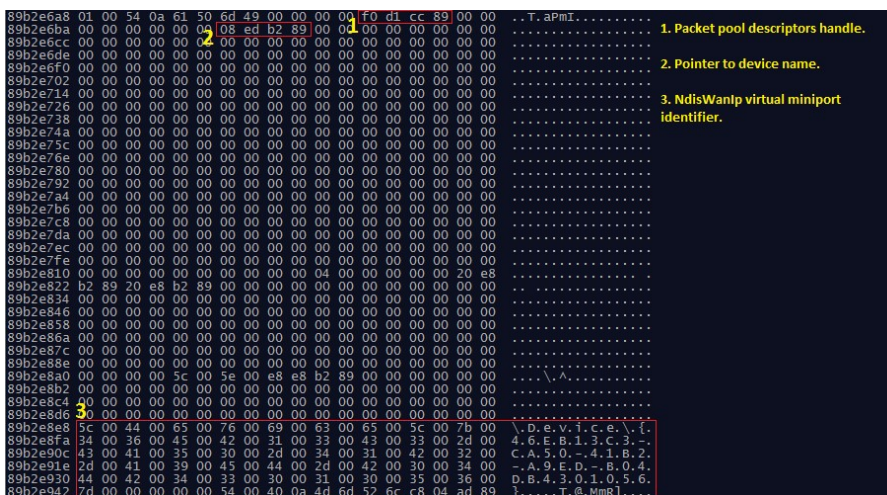 89b2e6a8 01 00 54 0a 61 50 6d 49 00 00 00 00 f0 d1 cc 89 00 00 ..T.aPmI..........
89b2e6ba 00 00 00 00 00 00 08 ed b2 89 00 00 00 00 00 00 00 00 ..................
89b2e6cc 00 00 00 00 00 00 00 00 00 00 00 00 00 00 00 00 00 00 ..................
89b2e6de 00 00 00 00 00 00 00 00 00 00 00 00 00 00 00 00 00 00 ..................
89b2e6f0 00 00 00 00 00 00 00 00 00 00 00 00 00 00 00 00 00 00 ..................
89b2e702 00 00 00 00 00 00 00 00 00 00 00 00 00 00 00 00 00 00 ..................
89b2e714 00 00 00 00 00 00 00 00 00 00 00 00 00 00 00 00 00 00 ..................
89b2e726 00 00 00 00 00 00 00 00 00 00 00 00 00 00 00 00 00 00 ..................
89b2e738 00 00 00 00 00 00 00 00 00 00 00 00 00 00 00 00 00 00 ..................
89b2e74a 00 00 00 00 00 00 00 00 00 00 00 00 00 00 00 00 00 00 ..................
89b2e75c 00 00 00 00 00 00 00 00 00 00 00 00 00 00 00 00 00 00 ..................
89b2e76e 00 00 00 00 00 00 00 00 00 00 00 00 00 00 00 00 00 00 ..................
89b2e780 00 00 00 00 00 00 00 00 00 00 00 00 00 00 00 00 00 00 ..................
89b2e792 00 00 00 00 00 00 00 00 00 00 00 00 00 00 00 00 00 00 ..................
89b2e7a4 00 00 00 00 00 00 00 00 00 00 00 00 00 00 00 00 00 00 ..................
89b2e7b6 00 00 00 00 00 00 00 00 00 00 00 00 00 00 00 00 00 00 ..................
89b2e7c8 00 00 00 00 00 00 00 00 00 00 00 00 00 00 00 00 00 00 ..................
89b2e7da 00 00 00 00 00 00 00 00 00 00 00 00 00 00 00 00 00 00 ..................
89b2e7ec 00 00 00 00 00 00 00 00 00 00 00 00 00 00 00 00 00 00 ..................
89b2e7fe 00 00 00 00 00 00 00 00 00 00 00 00 00 00 00 00 00 00 ..................
89b2e810 00 00 00 00 00 00 00 00 00 00 04 00 00 00 00 00 20 e8 ................ .
89b2e822 b2 89 20 e8 b2 89 00 00 00 00 00 00 00 00 00 00 00 00 .. ...............
89b2e834 00 00 00 00 00 00 00 00 00 00 00 00 00 00 00 00 00 00 ..................
89b2e846 00 00 00 00 00 00 00 00 00 00 00 00 00 00 00 00 00 00 ..................
89b2e858 00 00 00 00 00 00 00 00 00 00 00 00 00 00 00 00 00 00 ..................
89b2e86a 00 00 00 00 00 00 00 00 00 00 00 00 00 00 00 00 00 00 ..................
89b2e87c 00 00 00 00 00 00 00 00 00 00 00 00 00 00 00 00 00 00 ..................
89b2e88e 00 00 00 00 00 00 00 00 00 00 00 00 00 00 00 00 00 00 ..................
89b2e8a0 00 00 00 00 5c 00 5e 00 e8 e8 b2 89 00 00 00 00 00 00 ....\.^...........
89b2e8b2 00 00 00 00 00 00 00 00 00 00 00 00 00 00 00 00 00 00 ..................
89b2e8c4 00 00 00 00 00 00 00 00 00 00 00 00 00 00 00 00 00 00 ..................
89b2e8d6 00 00 00 00 00 00 00 00 00 00 00 00 00 00 00 00 00 00 ..................
89b2e8e8 5c 00 44 00 65 00 76 00 69 00 63 00 65 00 5c 00 7b 00 \.D.e.v.i.c.e.\.{.
89b2e8fa 34 00 36 00 45 00 42 00 31 00 33 00 43 00 33 00 2d 00 4.6.E.B.1.3.C.3.-.
89b2e90c 43 00 41 00 35 00 30 00 2d 00 34 00 31 00 42 00 32 00 C.A.5.0.-.4.1.B.2.
89b2e91e 2d 00 41 00 39 00 45 00 44 00 2d 00 42 00 30 00 34 00 -.A.9.E.D.-.B.0.4.
89b2e930 44 00 42 00 34 00 33 00 30 00 31 00 30 00 35 00 36 00 D.B.4.3.0.1.0.5.6.
89b2e942 7d 00 00 00 00 00 54 00 40 0a 4d 6d 52 6c c8 04 ad 89 }.....T.@.MmRl....
1
2
3
1. Packet pool descriptors handle.
2. Pointer to device name.
3. NdisWanIp virtual miniport
identifier.